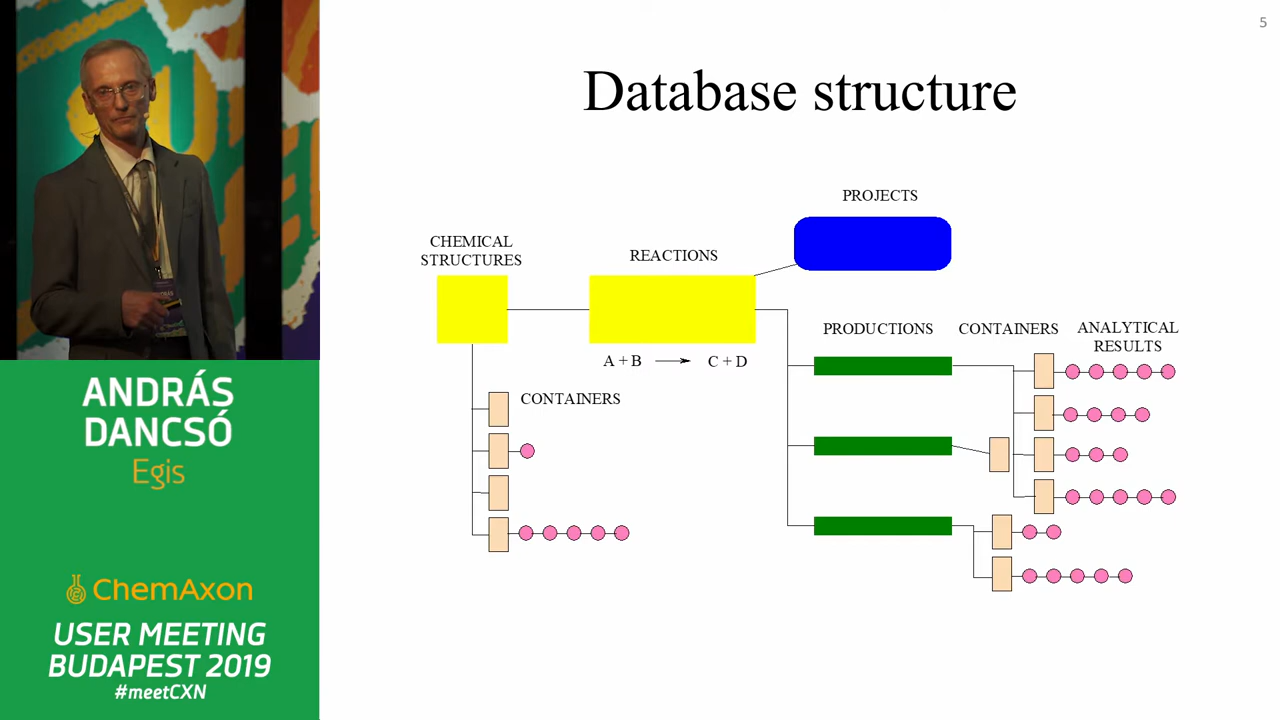 5
Database structure
PROJECTS
CHEMICAL
STRUCTURES
REACTIONS
A + B
C + D
PRODUCTIONS
CONTAINERS
ANALYTICAL
RESULTS
CONTAINERS
ANDRÁS
DANCSÓ
Egis
ChemAxon
USER MEETING
BUDAPEST 2019
#meetCXN